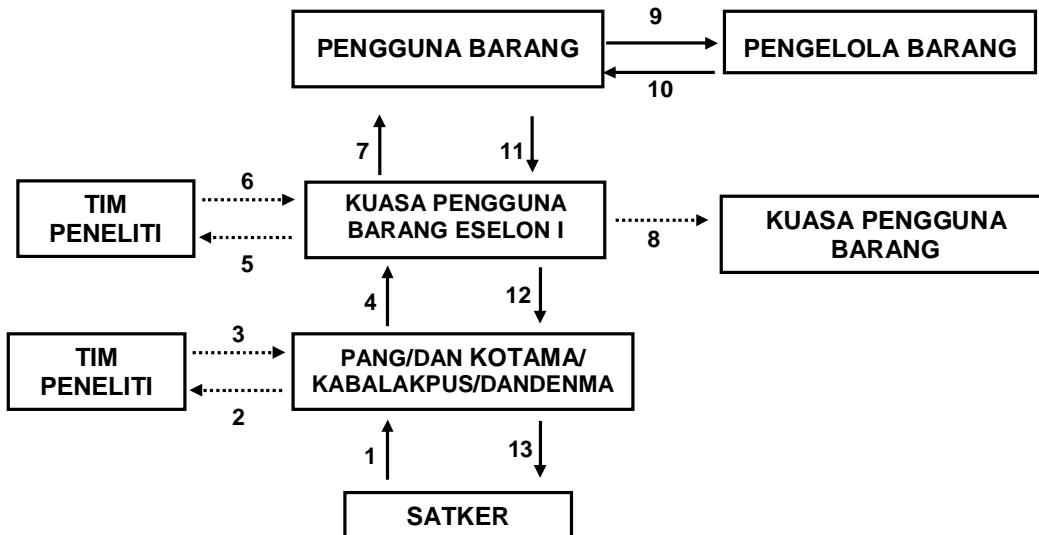 9
PENGGUNA BARANG
PENGELOLA BARANG
10
7
11
TIM
PENELITI
6
5
KUASA PENGGUNA
BARANG ESELON I
8
KUASA PENGGUNA
BARANG
4
12
TIM
PENELITI
3
2
PANG/DAN KOTAMA/
KABALAKPUS/DANDENMA
1
13
SATKER